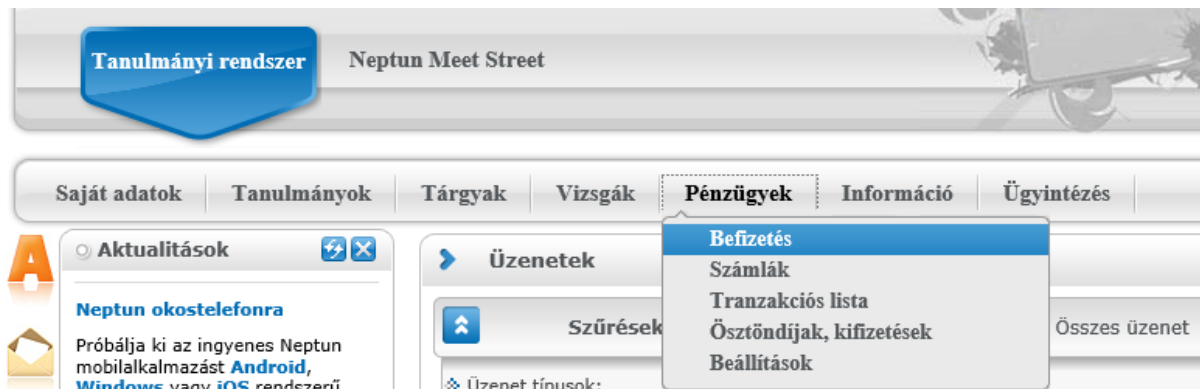 Tanulmányi rendszer
Neptun Meet Street
Saját adatok
Tanulmányok
Tárgyak
Vizsgák
Pénzügyek
Információ
Ügyintézés
Befizetés
Számlák
Tranzakciós lista
Ösztöndíjak, kifizetések
Beállítások
A
Aktualitások
Neptun okostelefonra
Próbálja ki az ingyenes Neptun
mobilalkalmazást Android,
Windows vagy iOS rendszerű
Üzenetek
Szűrések
Összes üzenet
Üzenet típusok: